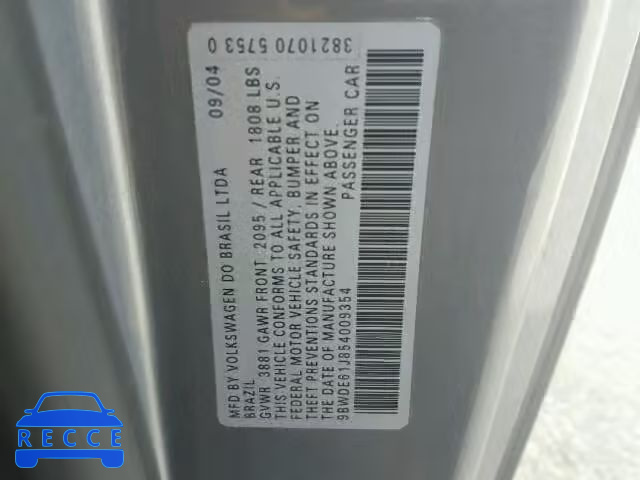 3821070 5753 0
MFD BY VOLKSWAGEN DO BRASIL LTDA 09/04
BRAZIL
GVWR 3881 GAWR FRONT 2095 / REAR 1808 LBS
THIS VEHICLE CONFORMS TO ALL APPLICABLE U.S.
FEDERAL MOTOR VEHICLE SAFETY, BUMPER AND
THEFT PREVENTIONS STANDARDS IN EFFECT ON
THE DATE OF MANUFACTURE SHOWN ABOVE.
9BWDE61J854009354 PASSENGER CAR
RECCE